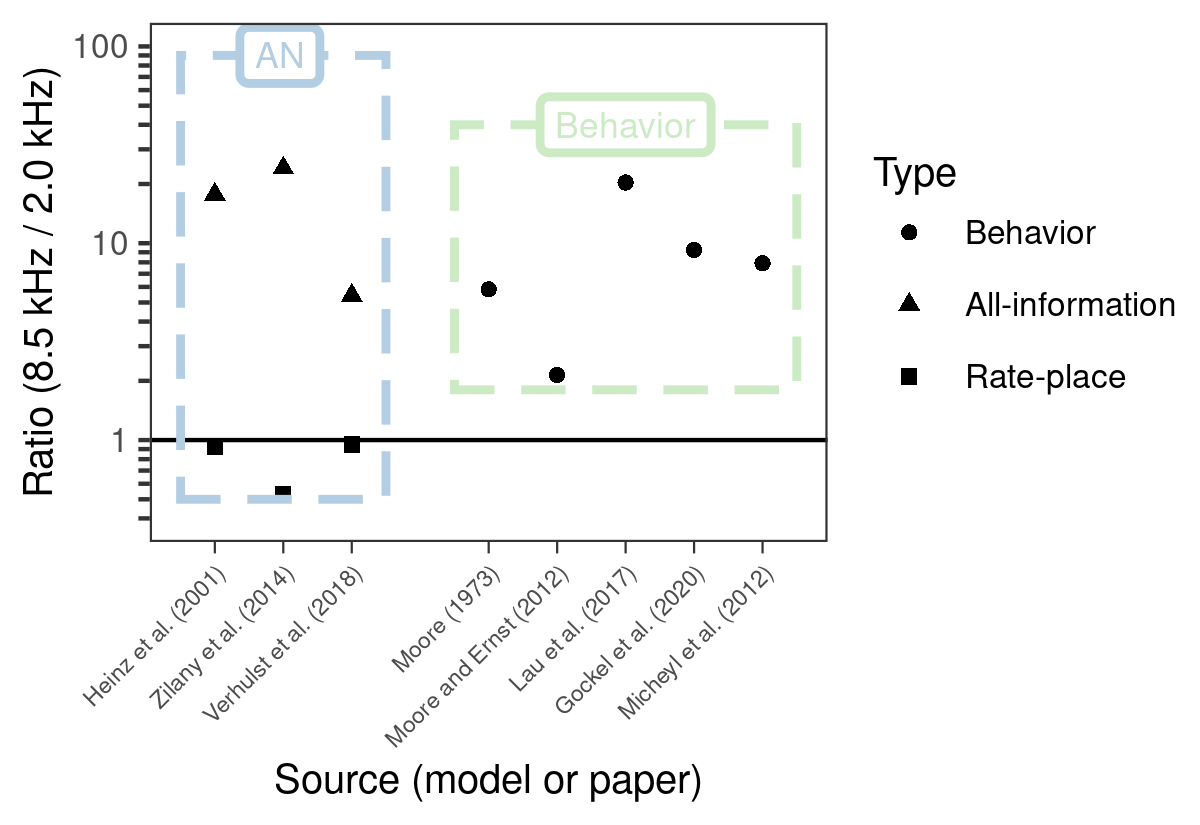 Ratio (8.5 kHz / 2.0 kHz)
100
10
1
AN
Behavior
Heinz et al. (2001)
Zilany et al. (2014)
Verhulst et al. (2018)
Moore (1973)
Moore and Ernst (2012)
Lau et al. (2017)
Gockel et al. (2020)
Micheyl et al. (2012)
Source (model or paper)
Type
Behavior
All-information
Rate-place